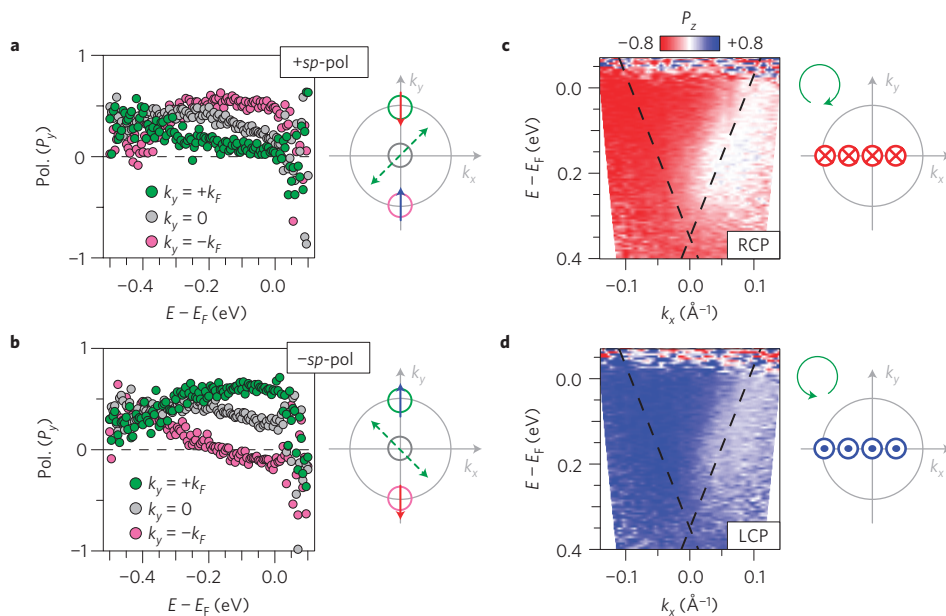 a
+sp-pol
1
0
−1
Pol. (Py)
ky = +kF
ky = 0
ky = −kF
−0.4
−0.2
0.0
E − EF (eV)
ky
kx
b
−sp-pol
1
0
−1
Pol. (Py)
ky = +kF
ky = 0
ky = −kF
−0.4
−0.2
0.0
E − EF (eV)
ky
kx
c
Pz
−0.8
+0.8
0.0
0.2
0.4
E − EF (eV)
RCP
−0.1
0.0
0.1
kx (Å−1)
ky
kx
d
0.0
0.2
0.4
E − EF (eV)
LCP
−0.1
0.0
0.1
kx (Å−1)
ky
kx